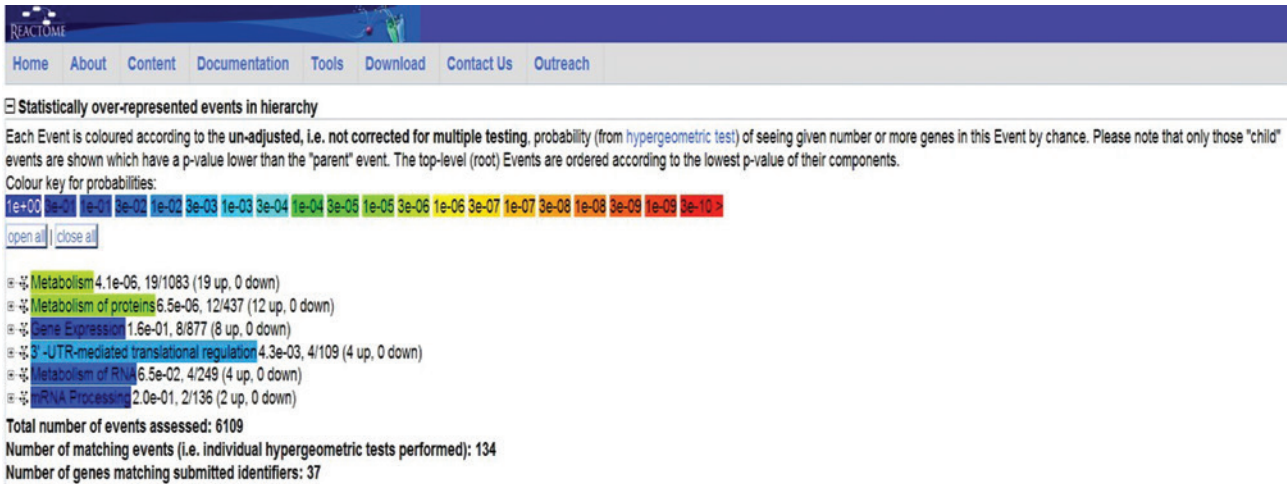 REACTOME
Home About Content Documentation Tools Download Contact Us Outreach
Statistically over-represented events in hierarchy
Each Event is coloured according to the un-adjusted, i.e. not corrected for multiple testing, probability (from hypergeometric test) of seeing given number or more genes in this Event by chance. Please note that only those "child"
events are shown which have a p-value lower than the "parent" event. The top-level (root) Events are ordered according to the lowest p-value of their components.
Colour key for probabilities:
1e+00 3e-01 1e-01 3e-02 1e-02 3e-03 1e-03 3e-04 1e-04 3e-05 1e-05 3e-06 1e-06 3e-07 1e-07 3e-08 1e-08 3e-09 1e-09 3e-10 >
open all | close all
Metabolism 4.1e-06, 19/1083 (19 up, 0 down)
Metabolism of proteins 6.5e-06, 12/437 (12 up, 0 down)
Gene Expression 1.6e-01, 8/877 (8 up, 0 down)
3' -UTR-mediated translational regulation 4.3e-03, 4/109 (4 up, 0 down)
Metabolism of RNA 6.5e-02, 4/249 (4 up, 0 down)
mRNA Processing 2.0e-01, 2/136 (2 up, 0 down)
Total number of events assessed: 6109
Number of matching events (i.e. individual hypergeometric tests performed): 134
Number of genes matching submitted identifiers: 37